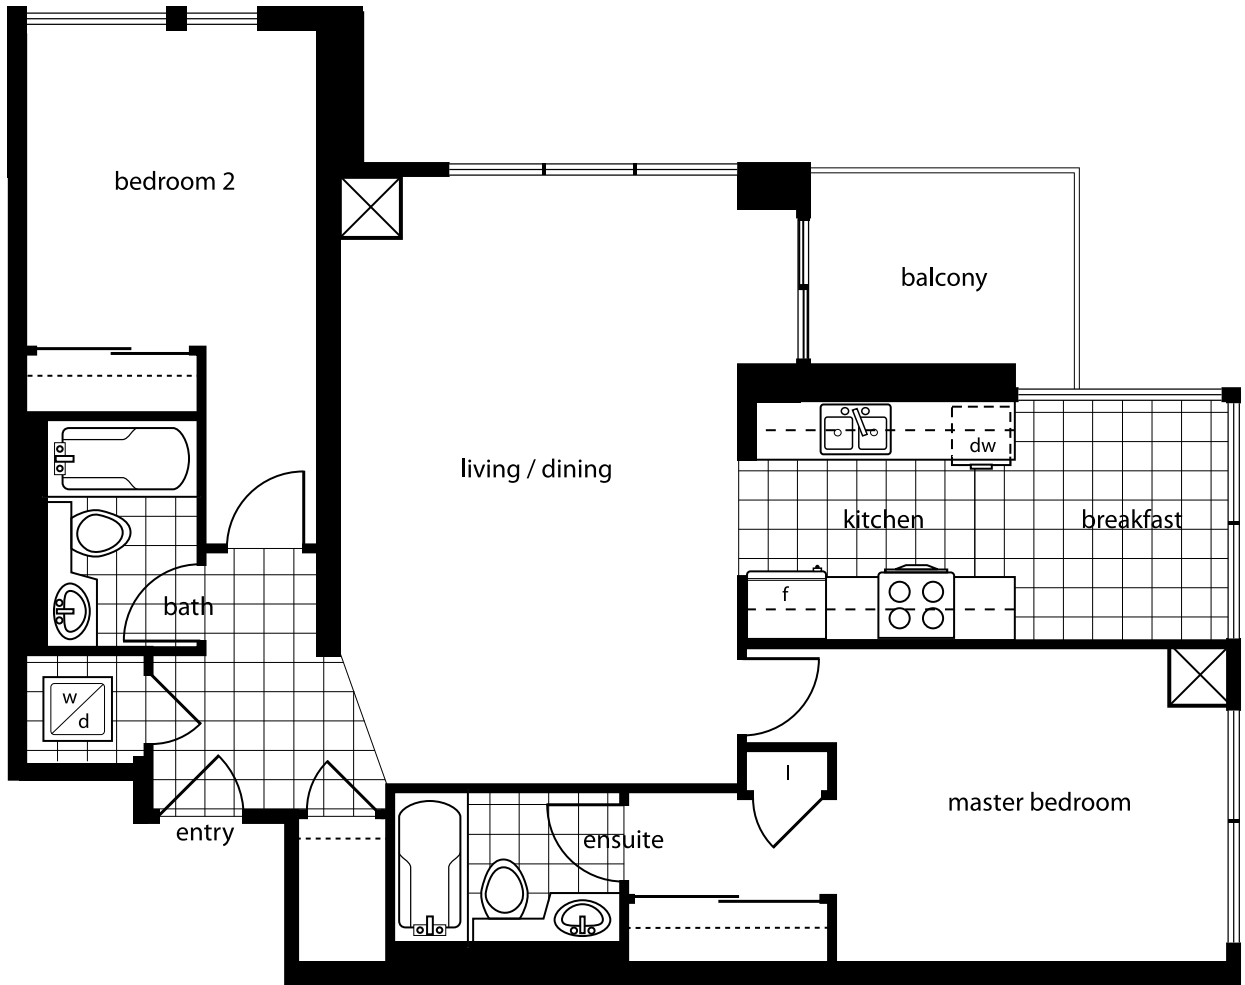 bedroom 2
balcony
living / dining
dw
kitchen
breakfast
f
bath
w
d
l
master bedroom
entry
ensuite